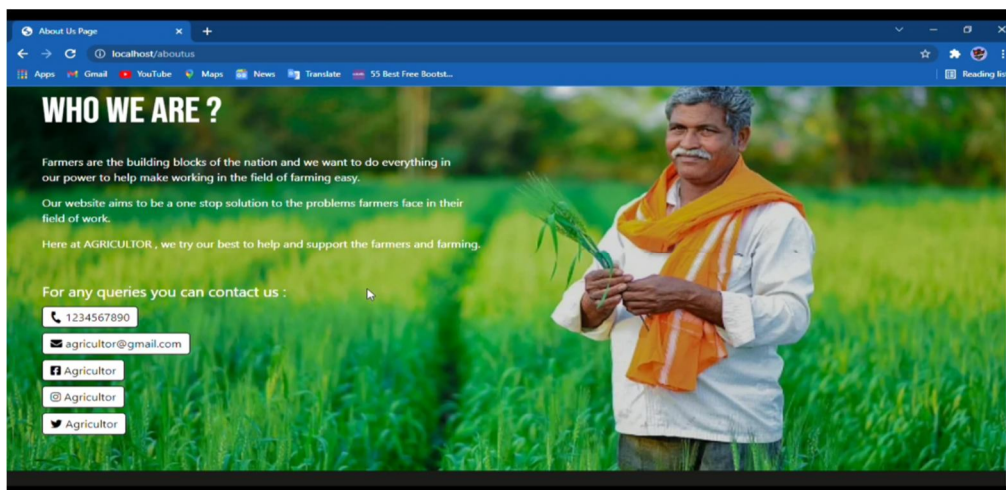 About Us Page
localhost/aboutus
Apps Gmail YouTube Maps News Translate 55 Best Free Bootst... Reading list
WHO WE ARE ?
Farmers are the building blocks of the nation and we want to do everything in
our power to help make working in the field of farming easy.
Our website aims to be a one stop solution to the problems farmers face in their
field of work.
Here at AGRICULTOR , we try our best to help and support the farmers and farming.
For any queries you can contact us :
1234567890
agricultor@gmail.com
Agricultor
Agricultor
Agricultor